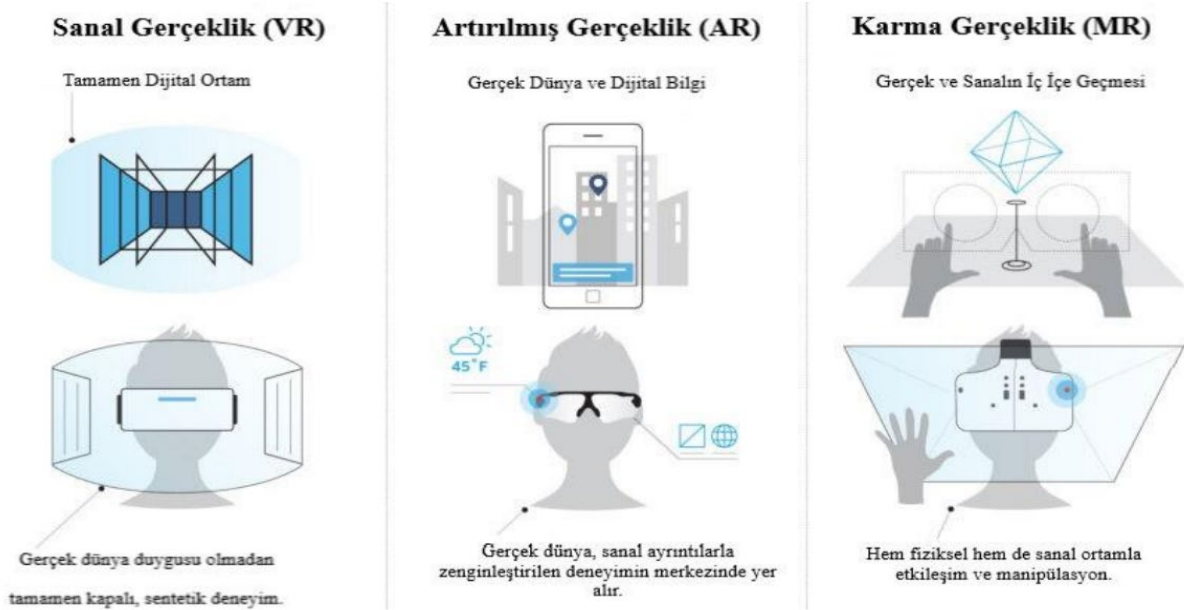 Sanal Gerçeklik (VR)
Tamamen Dijital Ortam
Gerçek dünya duygusu olmadan
tamamen kapalı, sentetik deneyim.
Artırılmış Gerçeklik (AR)
Gerçek Dünya ve Dijital Bilgi
45°F
Gerçek dünya, sanal ayrıntılarla
zenginleştirilen deneyimin merkezinde yer
alır.
Karma Gerçeklik (MR)
Gerçek ve Sanalın İç İçe Geçmesi
Hem fiziksel hem de sanal ortamla
etkileşim ve manipülasyon.